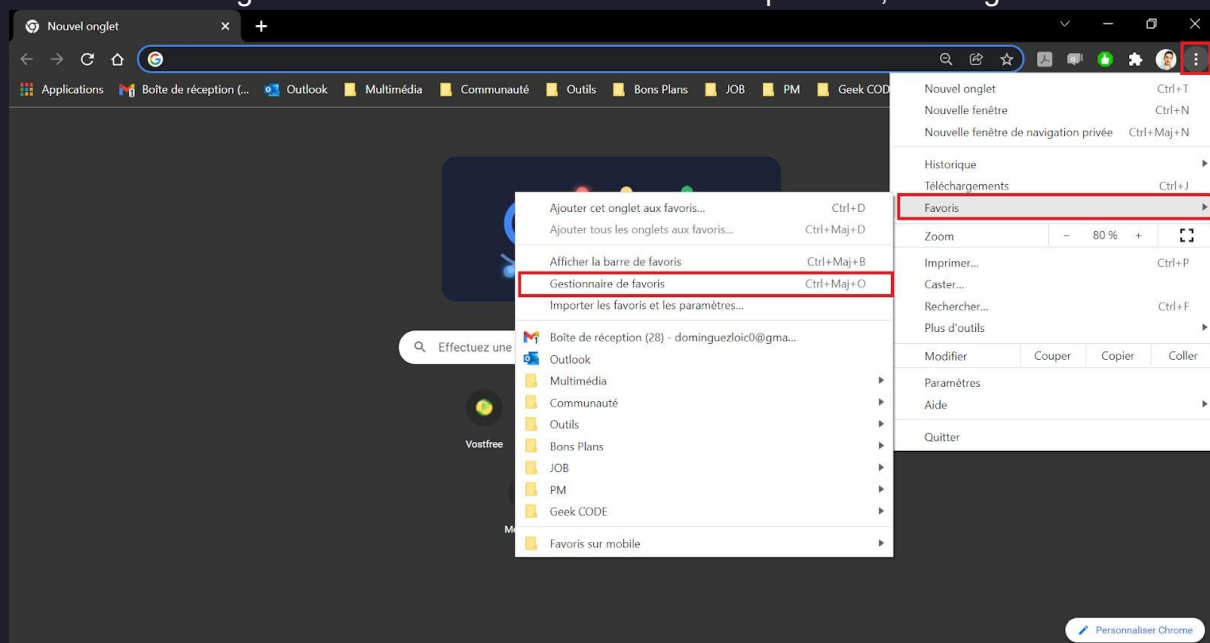 Nouvel onglet
Applications Boîte de réception (... Outlook Multimédia Communauté Outils Bons Plans JOB PM Geek COD
Nouvel onglet Ctrl+T
Nouvelle fenêtre Ctrl+N
Nouvelle fenêtre de navigation privée Ctrl+Maj+N
Historique
Téléchargements Ctrl+J
Favoris
Zoom - 80 % +
Imprimer... Ctrl+P
Caster...
Rechercher... Ctrl+F
Plus d'outils
Modifier Couper Copier Coller
Paramètres
Aide
Quitter
Ajouter cet onglet aux favoris... Ctrl+D
Ajouter tous les onglets aux favoris... Ctrl+Maj+D
Afficher la barre de favoris Ctrl+Maj+B
Gestionnaire de favoris Ctrl+Maj+O
Importer les favoris et les paramètres...
Boîte de réception (28) - dominguezloic0@gma...
Outlook
Multimédia
Communauté
Outils
Bons Plans
JOB
PM
Geek CODE
Favoris sur mobile
Effectuez une
Vostfree
Personnaliser Chrome